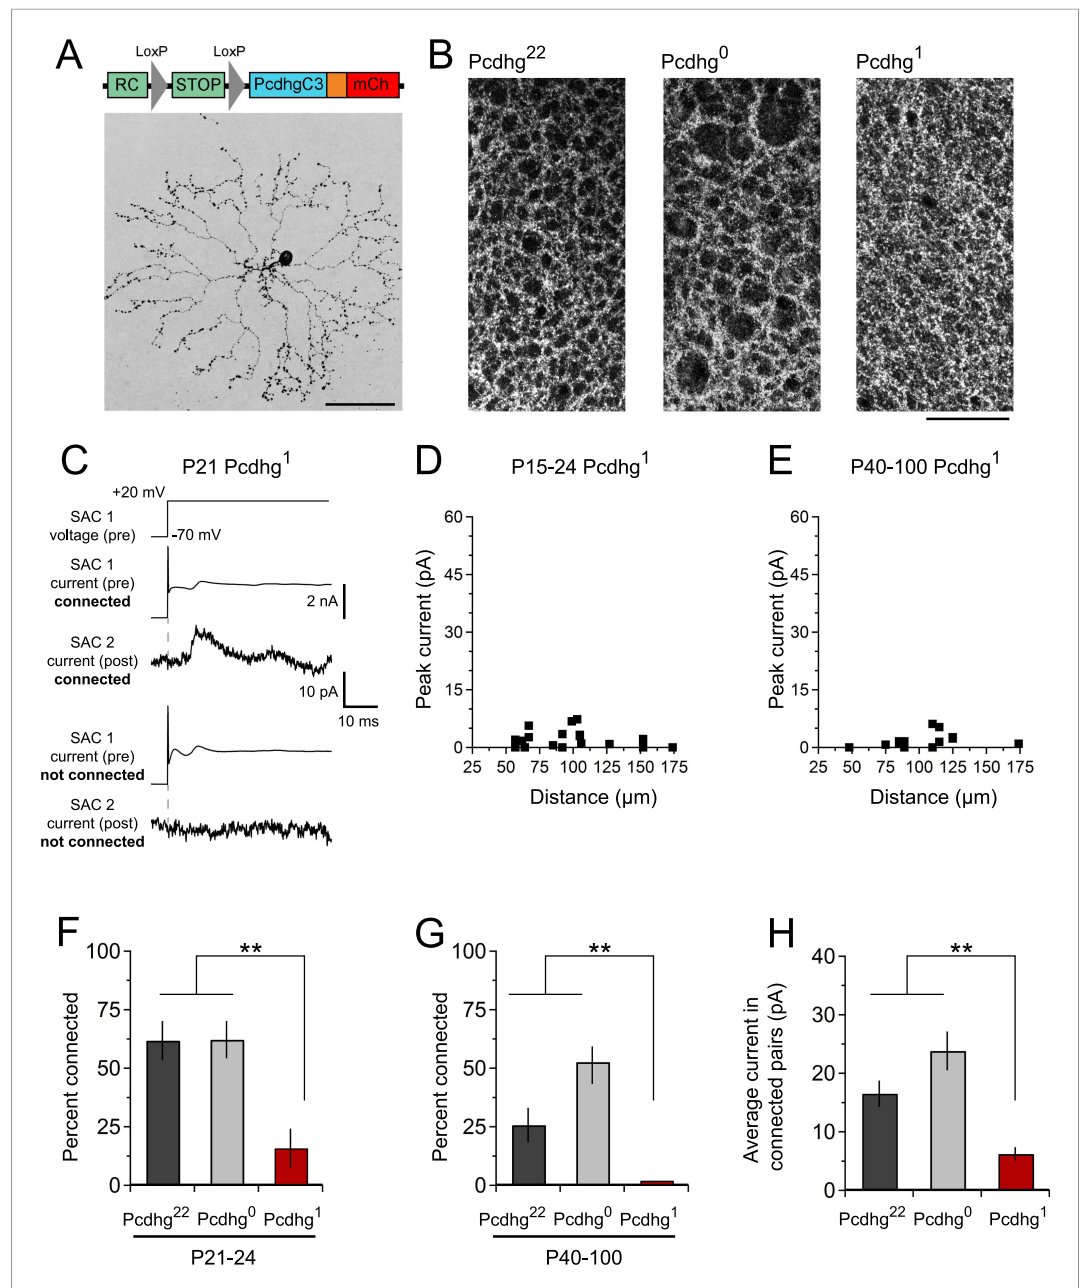 A
LoxP LoxP
RC STOP PcdhgC3 mCh
B
Pcdhg22 Pcdhg0 Pcdhg1
C
P21 Pcdhg1
+20 mV
SAC 1
voltage (pre)
-70 mV
SAC 1
current (pre)
connected
2 nA
SAC 2
current (post)
connected
10 pA
10 ms
SAC 1
current (pre)
not connected
SAC 2
current (post)
not connected
D
P15-24 Pcdhg1
Peak current (pA)
60
45
30
15
0
25 50 75 100 125 150 175
Distance (µm)
E
P40-100 Pcdhg1
Peak current (pA)
60
45
30
15
0
25 50 75 100 125 150 175
Distance (µm)
F
Percent connected
100
75
50
25
0
**
Pcdhg22 Pcdhg0 Pcdhg1
P21-24
G
Percent connected
100
75
50
25
0
**
Pcdhg22 Pcdhg0 Pcdhg1
P40-100
H
Average current in
connected pairs (pA)
40
30
20
10
5
0
**
Pcdhg22 Pcdhg0 Pcdhg1